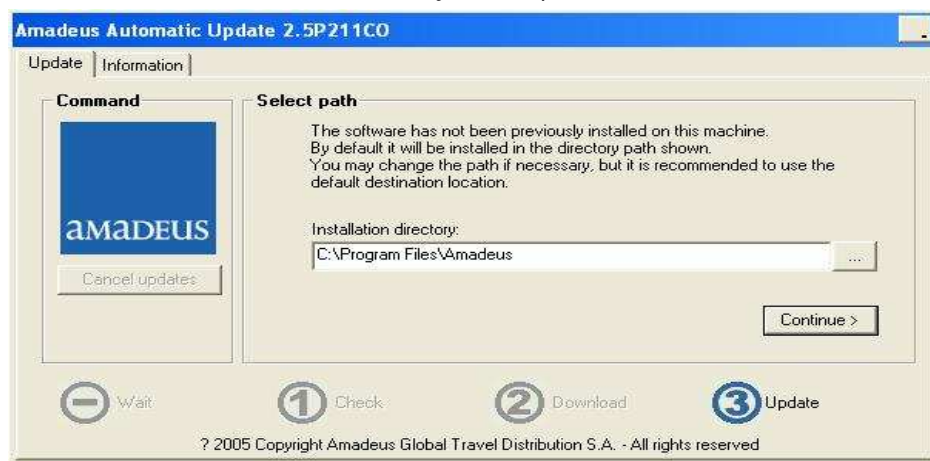 Amadeus Automatic Update 2.5P211CO
Update
Information
Command
Select path
The software has not been previously installed on this machine.
By default it will be installed in the directory path shown.
You may change the path if necessary, but it is recommended to use the
default destination location.
amadeus
Installation directory:
C:\Program Files\Amadeus
...
Cancel updates
Continue >
Wait
1 Check
2 Download
3 Update
? 2005 Copyright Amadeus Global Travel Distribution S.A. - All rights reserved